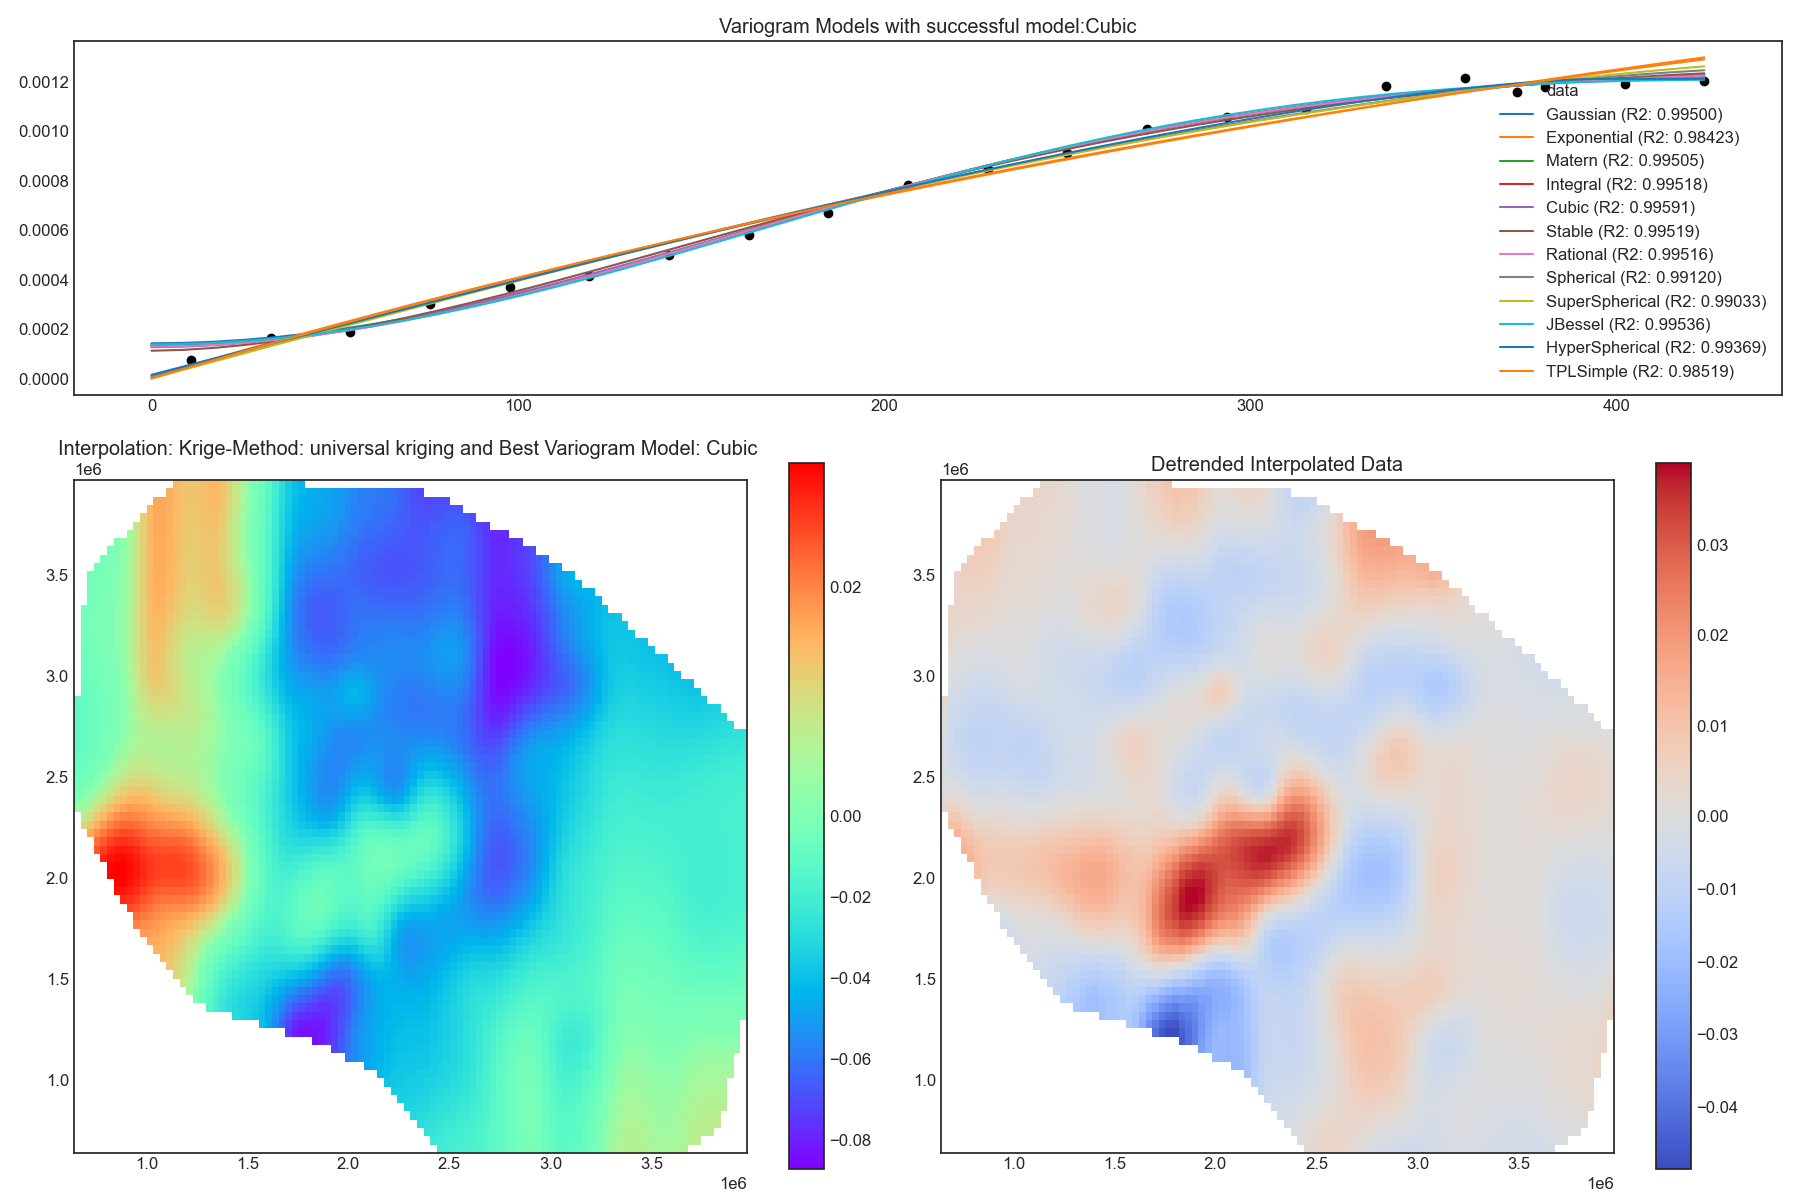 Variogram Models with successful model:Cubic
0.0012
0.0010
0.0008
0.0006
0.0004
0.0002
0.0000
0
100
200
300
400
data
Gaussian (R2: 0.99500)
Exponential (R2: 0.98423)
Matern (R2: 0.99505)
Integral (R2: 0.99518)
Cubic (R2: 0.99591)
Stable (R2: 0.99519)
Rational (R2: 0.99516)
Spherical (R2: 0.99120)
SuperSpherical (R2: 0.99033)
JBessel (R2: 0.99536)
HyperSpherical (R2: 0.99369)
TPLSimple (R2: 0.98519)
Interpolation: Krige-Method: universal kriging and Best Variogram Model: Cubic
1e6
3.5
3.0
2.5
2.0
1.5
1.0
1.0
1.5
2.0
2.5
3.0
3.5
1e6
0.02
0.00
−0.02
−0.04
−0.06
−0.08
Detrended Interpolated Data
1e6
3.5
3.0
2.5
2.0
1.5
1.0
1.0
1.5
2.0
2.5
3.0
3.5
1e6
0.03
0.02
0.01
0.00
−0.01
−0.02
−0.03
−0.04